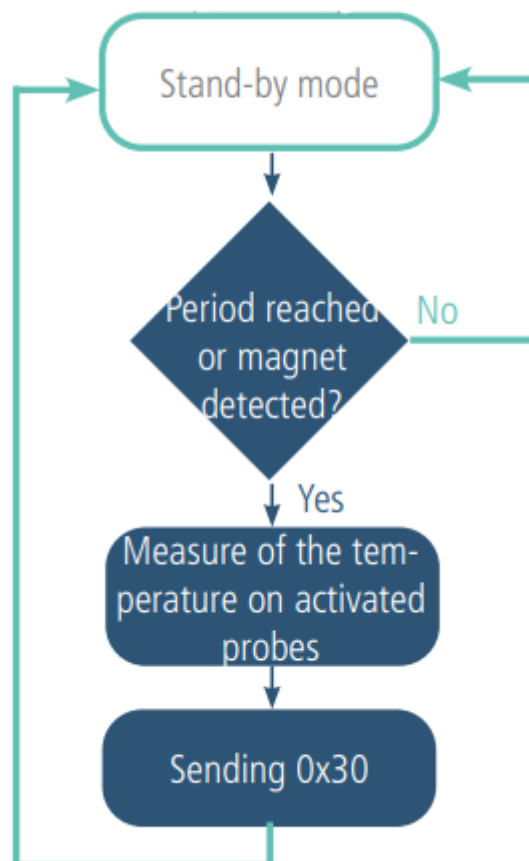 Stand-by mode
Period reached
or magnet
detected?
No
Yes
Measure of the tem-
perature on activated
probes
Sending 0x30